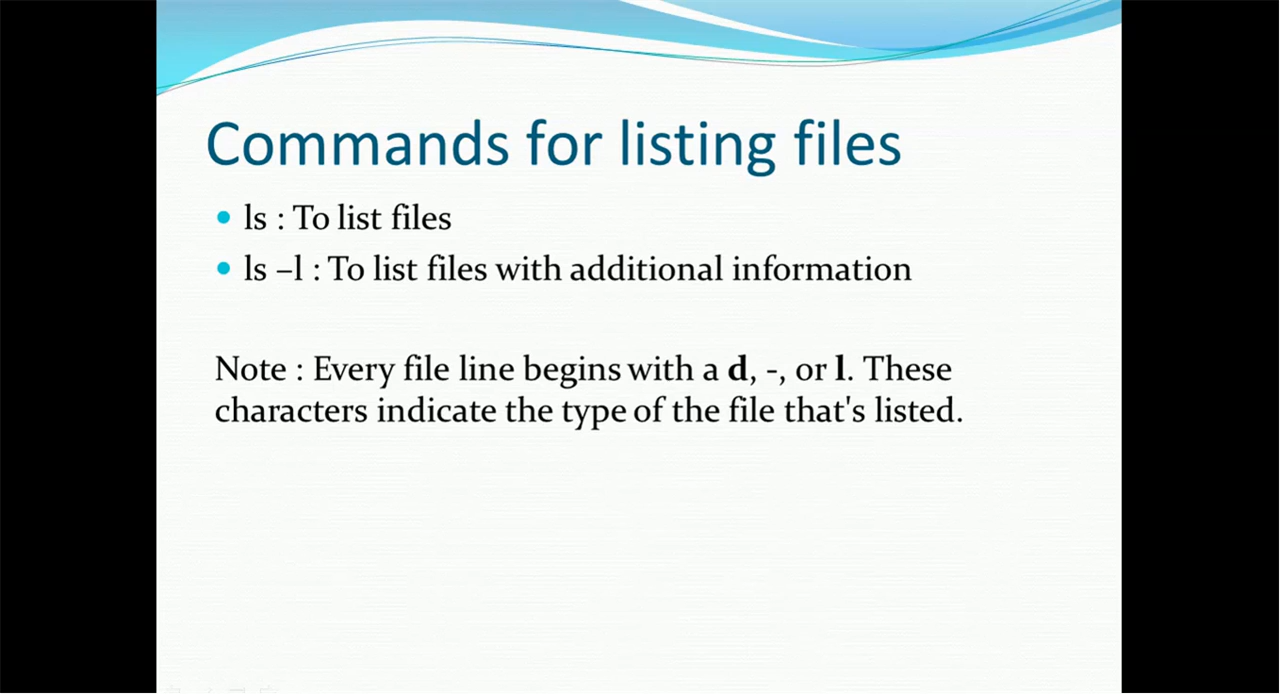 Commands for listing files
• ls : To list files
• ls –l : To list files with additional information
Note : Every file line begins with a d, -, or l. These
characters indicate the type of the file that's listed.